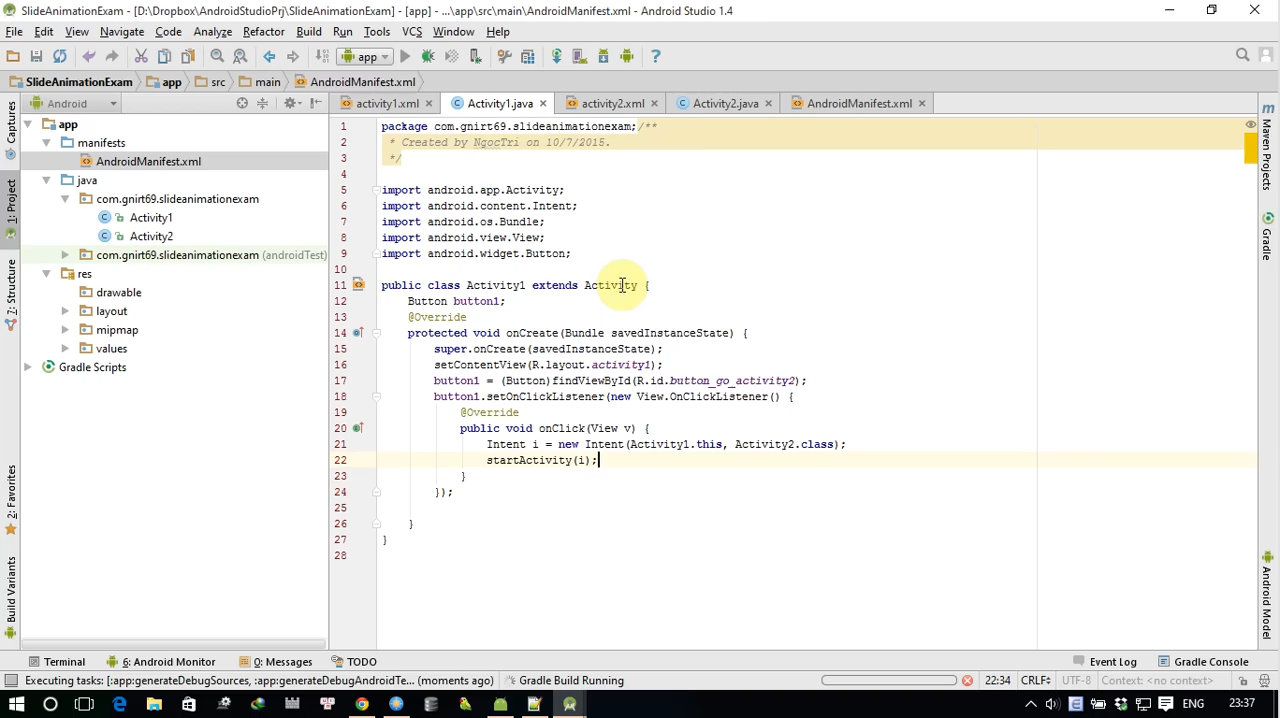 SlideAnimationExam - [D:\Dropbox\AndroidStudioPrj\SlideAnimationExam] - [app] - ...\app\src\main\AndroidManifest.xml - Android Studio 1.4
File Edit View Navigate Code Analyze Refactor Build Run Tools VCS Window Help
app
SlideAnimationExam app src main AndroidManifest.xml
Android activity1.xml Activity1.java activity2.xml Activity2.java AndroidManifest.xml
Captures
1: Project
7: Structure
2: Favorites
Build Variants
app
manifests
AndroidManifest.xml
java
com.gnirt69.slideanimationexam
Activity1
Activity2
com.gnirt69.slideanimationexam (androidTest)
res
drawable
layout
mipmap
values
Gradle Scripts
1 package com.gnirt69.slideanimationexam;/**
2 * Created by NgocTri on 10/7/2015.
3 */
4
5 import android.app.Activity;
6 import android.content.Intent;
7 import android.os.Bundle;
8 import android.view.View;
9 import android.widget.Button;
10
11 public class Activity1 extends Activity {
12 Button button1;
13 @Override
14 protected void onCreate(Bundle savedInstanceState) {
15 super.onCreate(savedInstanceState);
16 setContentView(R.layout.activity1);
17 button1 = (Button)findViewById(R.id.button_go_activity2);
18 button1.setOnClickListener(new View.OnClickListener() {
19 @Override
20 public void onClick(View v) {
21 Intent i = new Intent(Activity1.this, Activity2.class);
22 startActivity(i);
23 }
24 });
25
26 }
27 }
28
Maven Projects
Gradle
Android Model
Terminal 6: Android Monitor 0: Messages TODO Event Log Gradle Console
Executing tasks: [:app:generateDebugSources, :app:generateDebugAndroidTe... (moments ago) Gradle Build Running 22:34 CRLF UTF-8 Context: <no context>
ENG 23:37